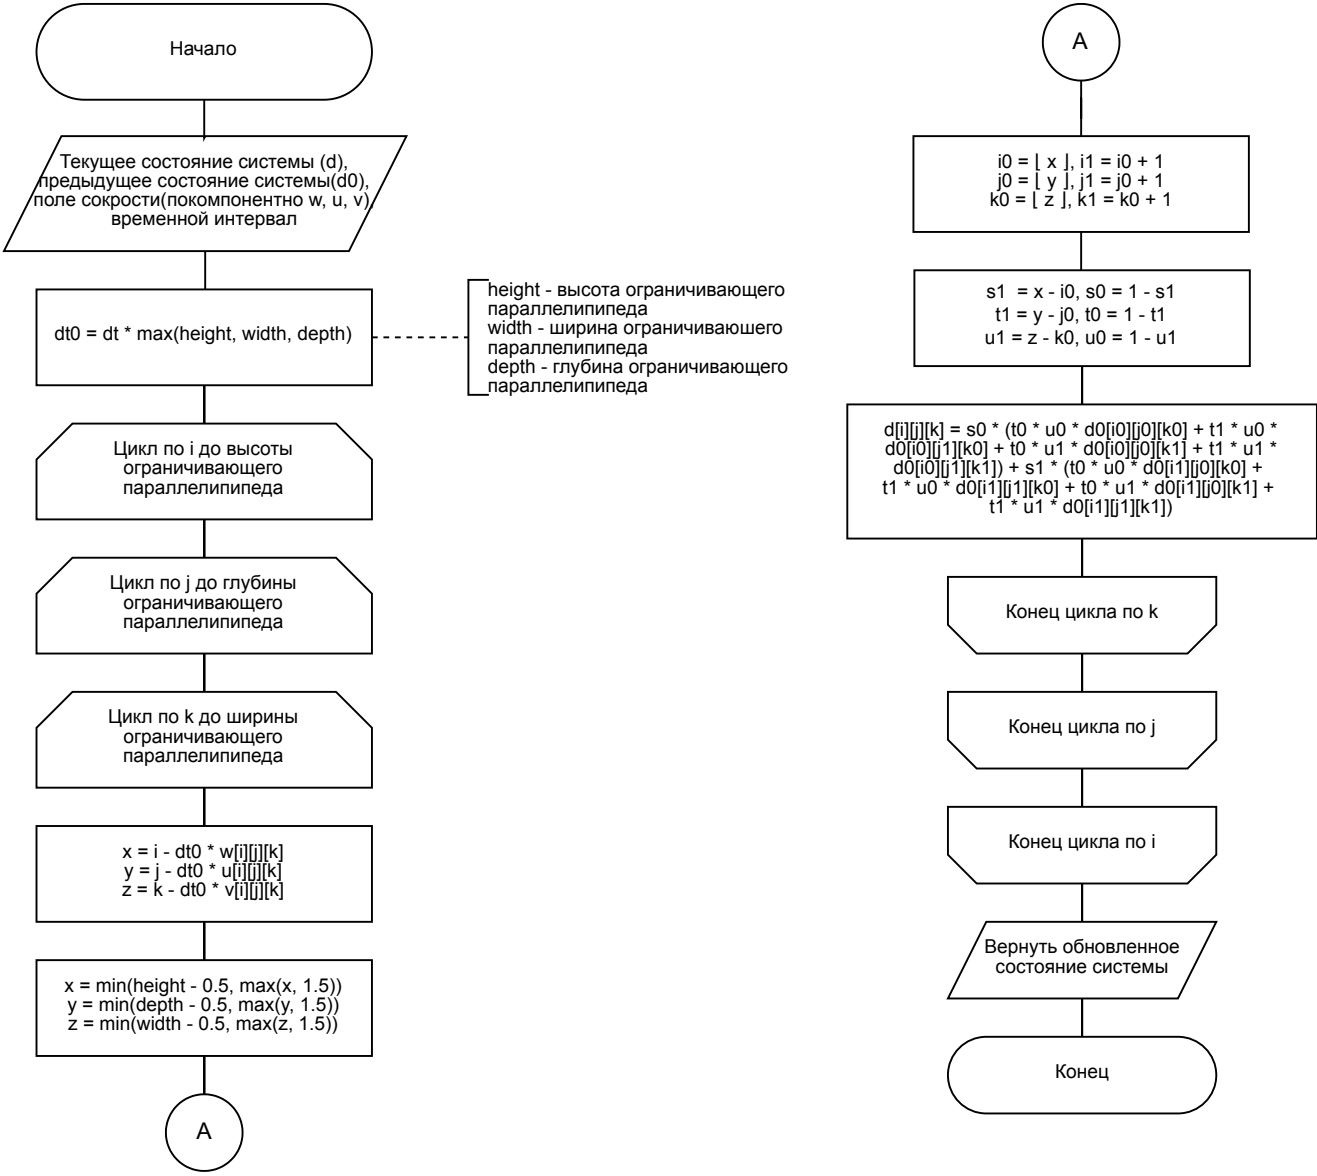 Начало
Текущее состояние системы (d),
предыдущее состояние системы(d0),
поле сокрости(покомпонентно w, u, v),
временной интервал
dt0 = dt * max(height, width, depth)
height - высота ограничивающего
параллелипипеда
width - ширина ограничиваюшего
параллелипипеда
depth - глубина ограничивающего
параллелипипеда
Цикл по i до высоты
ограничивающего
параллелипипеда
Цикл по j до глубины
ограничивающего
параллелипипеда
Цикл по k до ширины
ограничивающего
параллелипипеда
x = i - dt0 * w[i][j][k]
y = j - dt0 * u[i][j][k]
z = k - dt0 * v[i][j][k]
x = min(height - 0.5, max(x, 1.5))
y = min(depth - 0.5, max(y, 1.5))
z = min(width - 0.5, max(z, 1.5))
А
А
i0 = ⌊ x ⌋, i1 = i0 + 1
j0 = ⌊ y ⌋, j1 = j0 + 1
k0 = ⌊ z ⌋, k1 = k0 + 1
s1 = x - i0, s0 = 1 - s1
t1 = y - j0, t0 = 1 - t1
u1 = z - k0, u0 = 1 - u1
d[i][j][k] = s0 * (t0 * u0 * d0[i0][j0][k0] + t1 * u0 *
d0[i0][j1][k0] + t0 * u1 * d0[i0][j0][k1] + t1 * u1 *
d0[i0][j1][k1]) + s1 * (t0 * u0 * d0[i1][j0][k0] +
t1 * u0 * d0[i1][j1][k0] + t0 * u1 * d0[i1][j0][k1] +
t1 * u1 * d0[i1][j1][k1])
Конец цикла по k
Конец цикла по j
Конец цикла по i
Вернуть обновленное
состояние системы
Конец